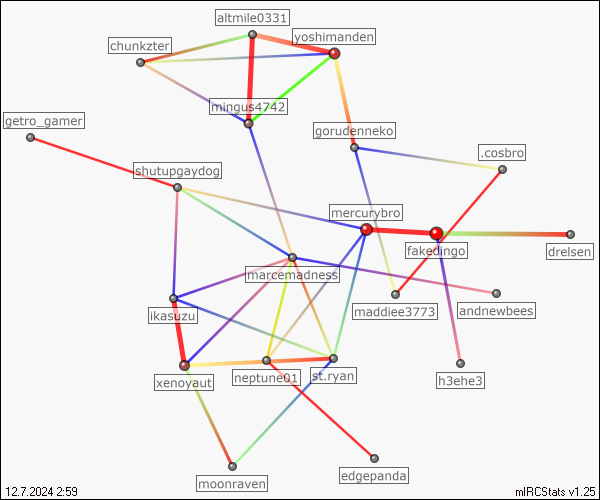 altmile0331
yoshimanden
chunkzter
mingus4742
getro_gamer
gorudenneko
.cosbro
shutupgaydog
mercurybro
fakedingo
drelsen
marcemadness
ikasuzu
maddiee3773
andnewbees
xenoyaut
neptune01
st.ryan
h3ehe3
moonraven
edgepanda
12.7.2024 2:59
mIRCStats v1.25